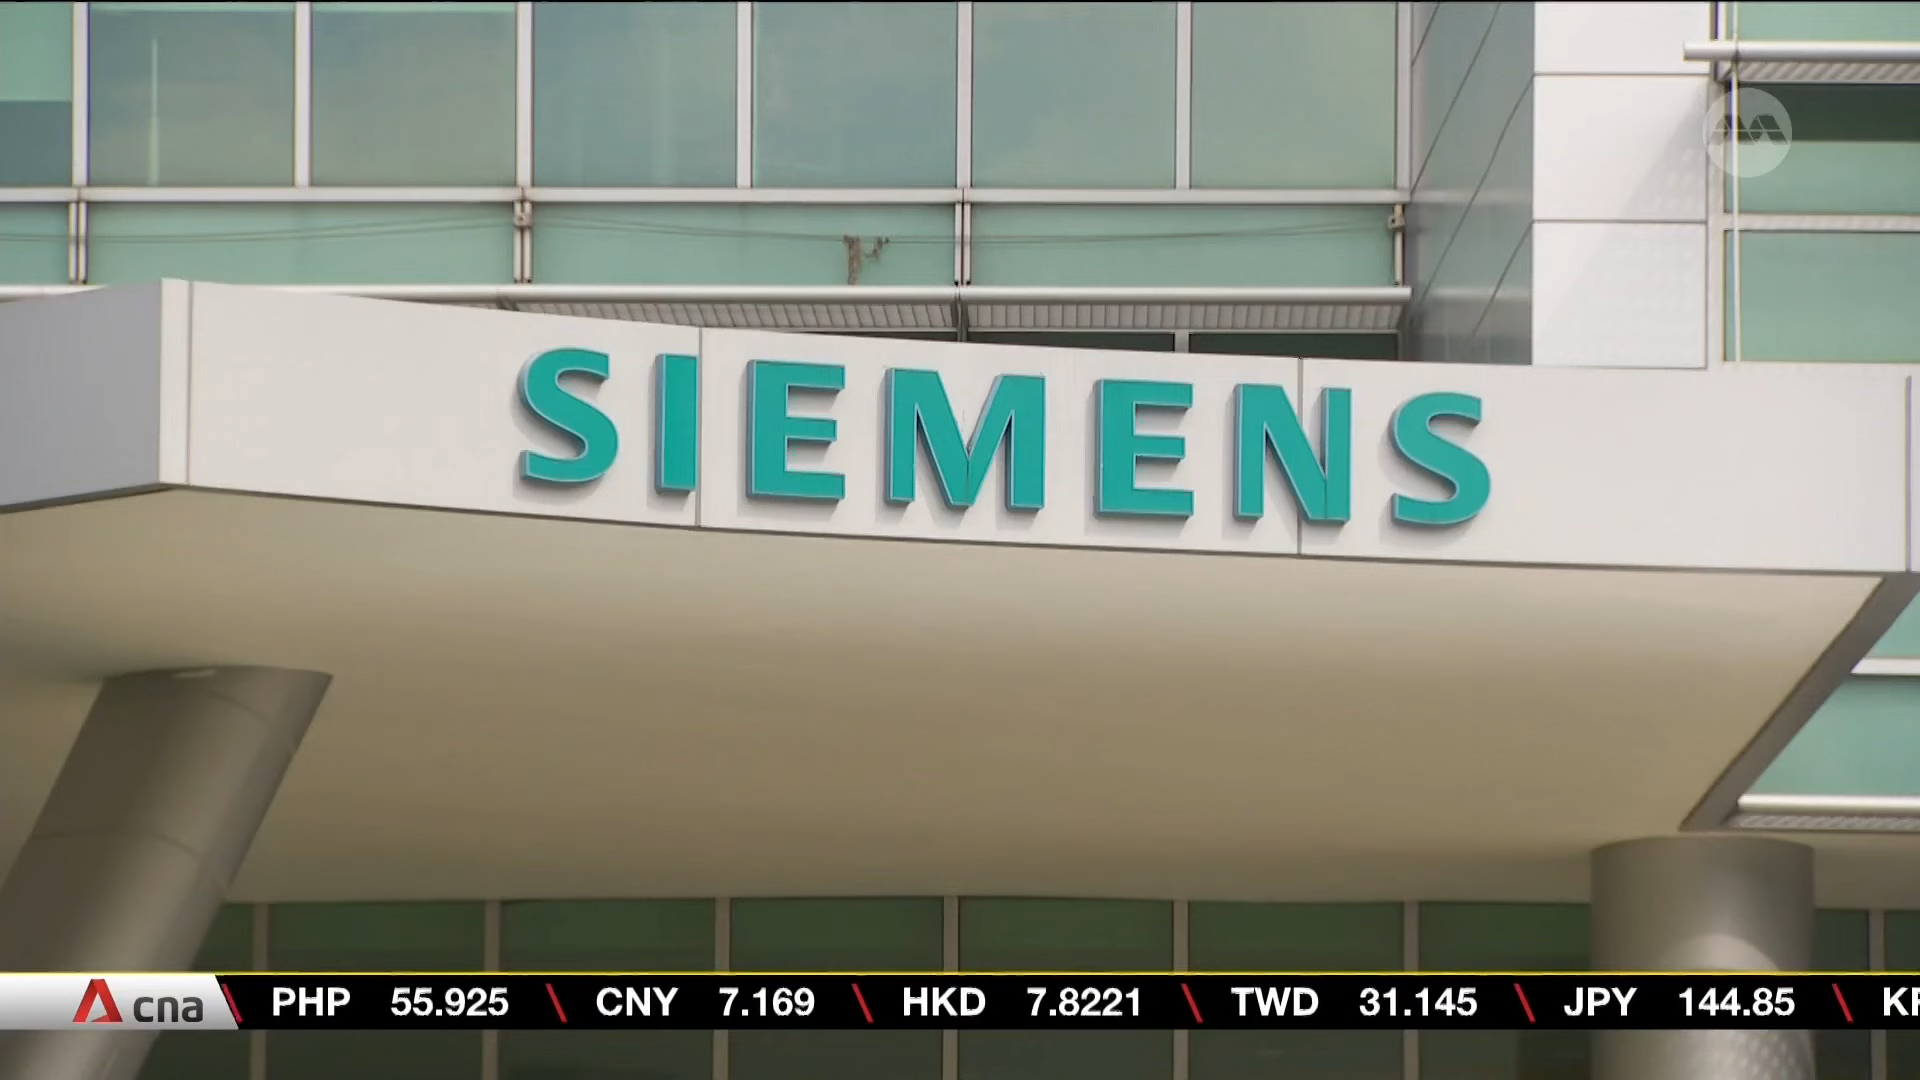 SIEMENS
cna PHP 55.925 \ CNY 7.169 \ HKD 7.8221 \ TWD 31.145 \ JPY 144.85 \